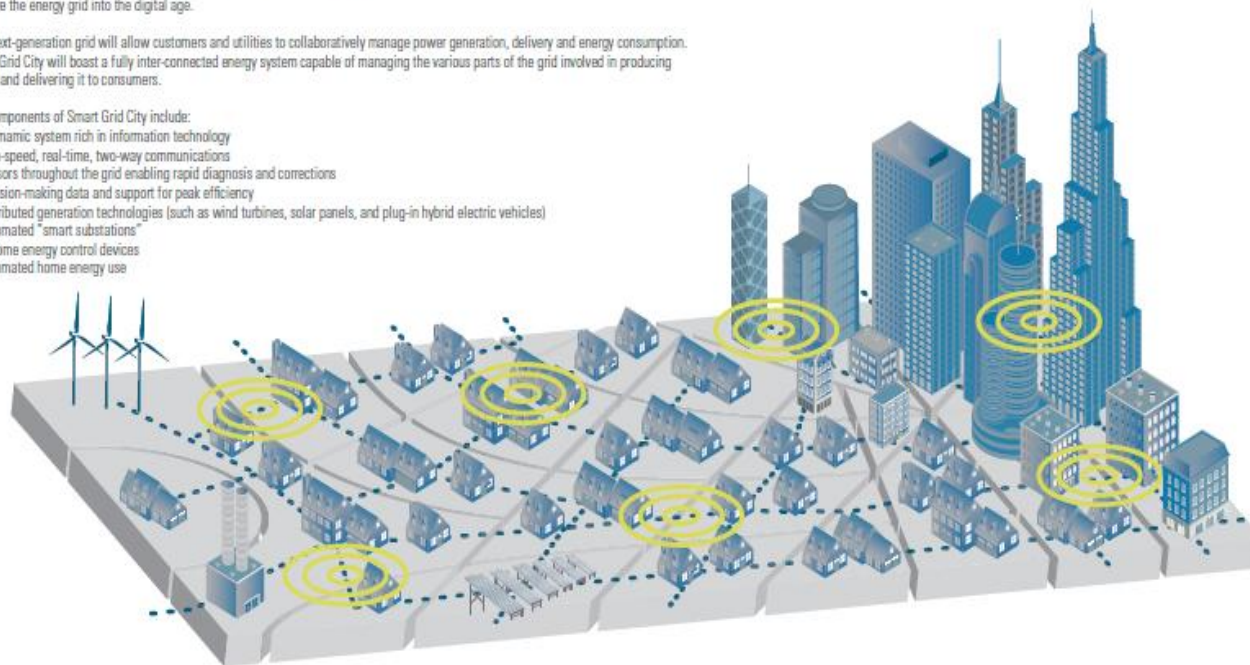 the energy grid into the digital age.
ext-generation grid will allow customers and utilities to collaboratively manage power generation, delivery and energy consumption.
Grid City will boast a fully inter-connected energy system capable of managing the various parts of the grid involved in producing
and delivering it to consumers.
mponents of Smart Grid City include:
namic system rich in information technology
-speed, real-time, two-way communications
sors throughout the grid enabling rapid diagnosis and corrections
sion-making data and support for peak efficiency
ributed generation technologies (such as wind turbines, solar panels, and plug-in hybrid electric vehicles)
mated "smart substations"
ome energy control devices
mated home energy use